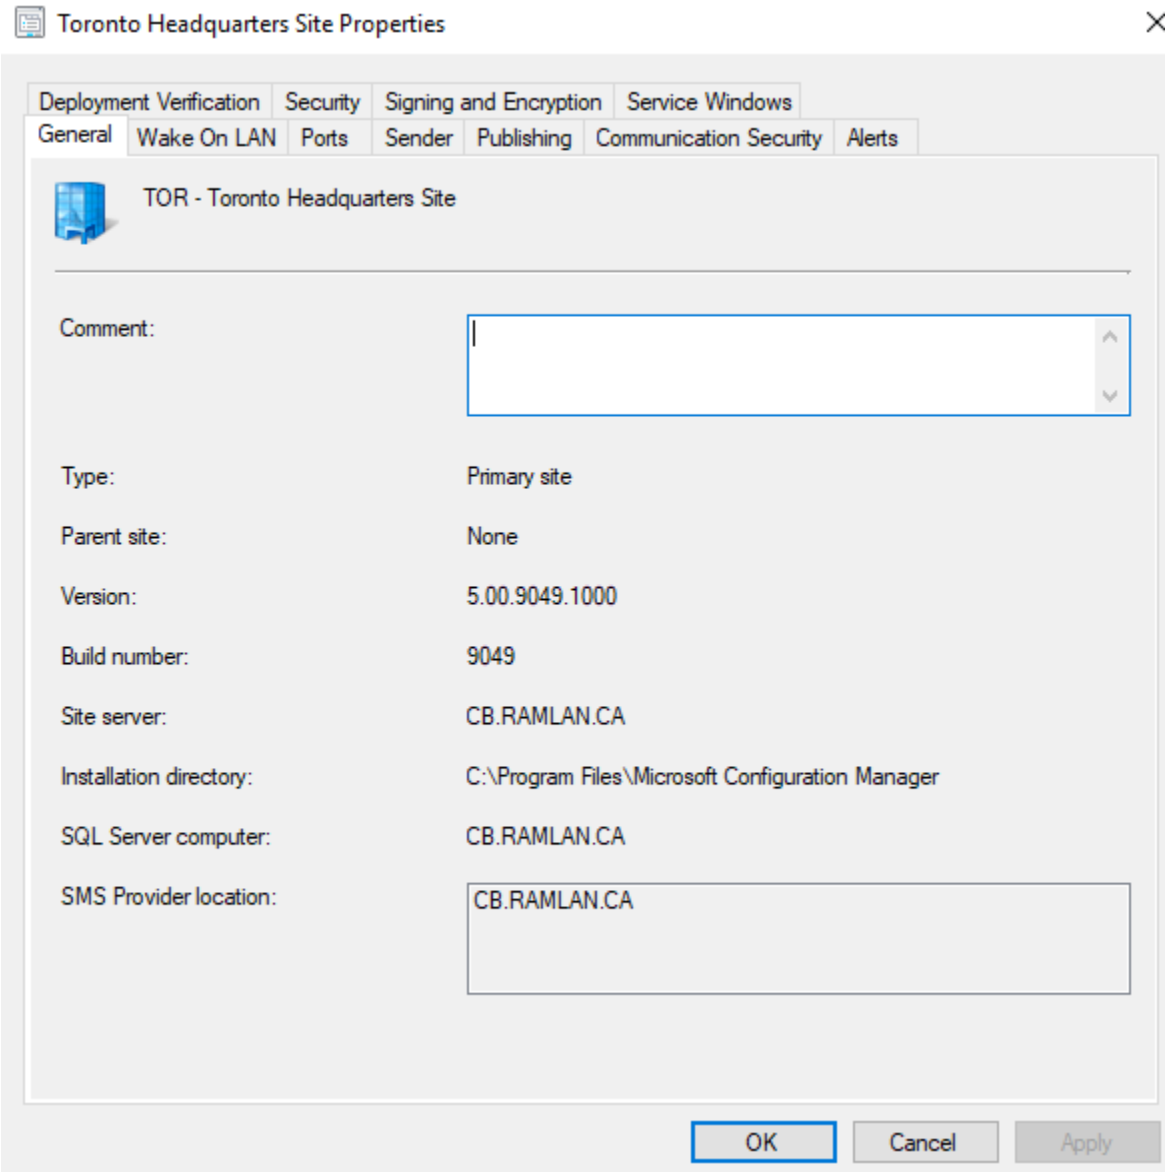 Toronto Headquarters Site Properties
Deployment Verification Security Signing and Encryption Service Windows
General Wake On LAN Ports Sender Publishing Communication Security Alerts
TOR - Toronto Headquarters Site
Comment:
Type: Primary site
Parent site: None
Version: 5.00.9049.1000
Build number: 9049
Site server: CB.RAMLAN.CA
Installation directory: C:\Program Files\Microsoft Configuration Manager
SQL Server computer: CB.RAMLAN.CA
SMS Provider location: CB.RAMLAN.CA
OK Cancel Apply